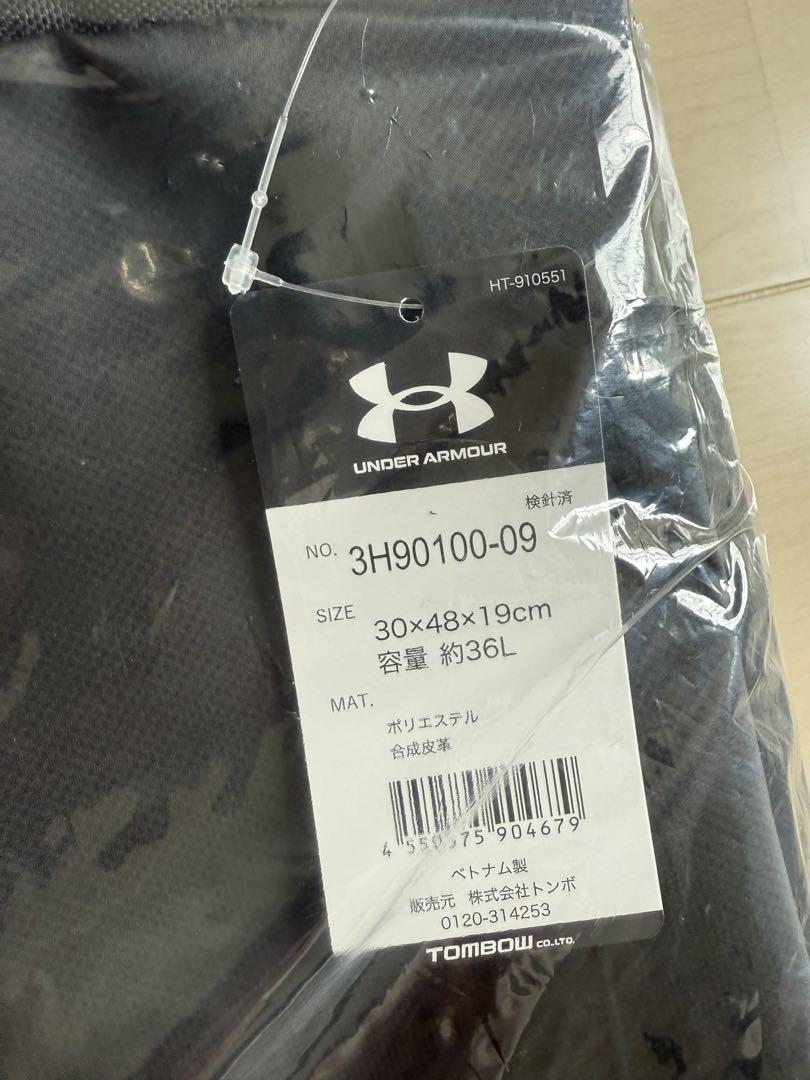 HT-910551
UNDER ARMOUR
検針済
NO. 3H90100-09
SIZE 30×48×19cm
容量 約36L
MAT.
ポリエステル
合成皮革
904679
ベトナム製
販売元 株式会社トンボ
0120-314253
TOMBOW CO.,LTD.